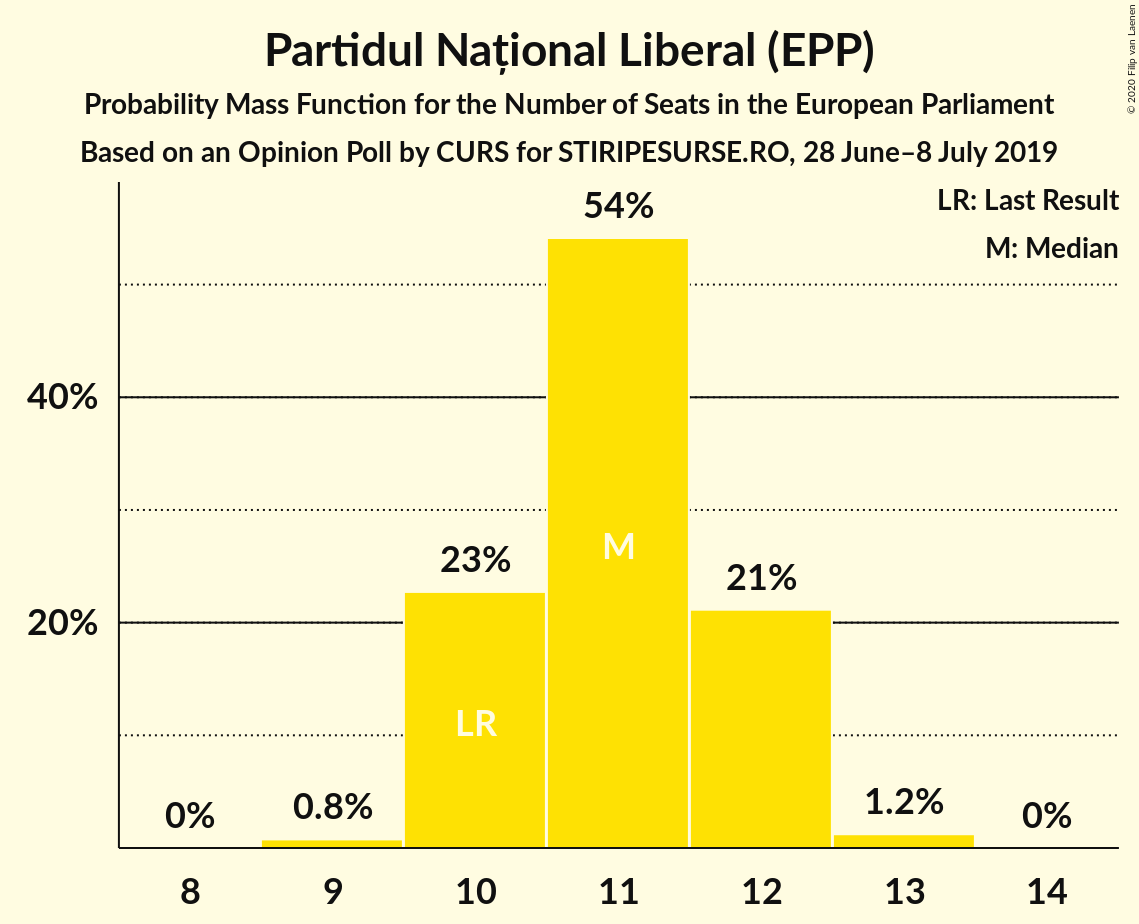 Partidul Național Liberal (EPP)
Probability Mass Function for the Number of Seats in the European Parliament
Based on an Opinion Poll by CURS for STIRIPESURSE.RO, 28 June–8 July 2019
© 2020 Filip van Laenen
LR: Last Result
M: Median
54%
40%
M
23%
21%
20%
LR
0%
0.8%
1.2%
0%
8 9 10 11 12 13 14